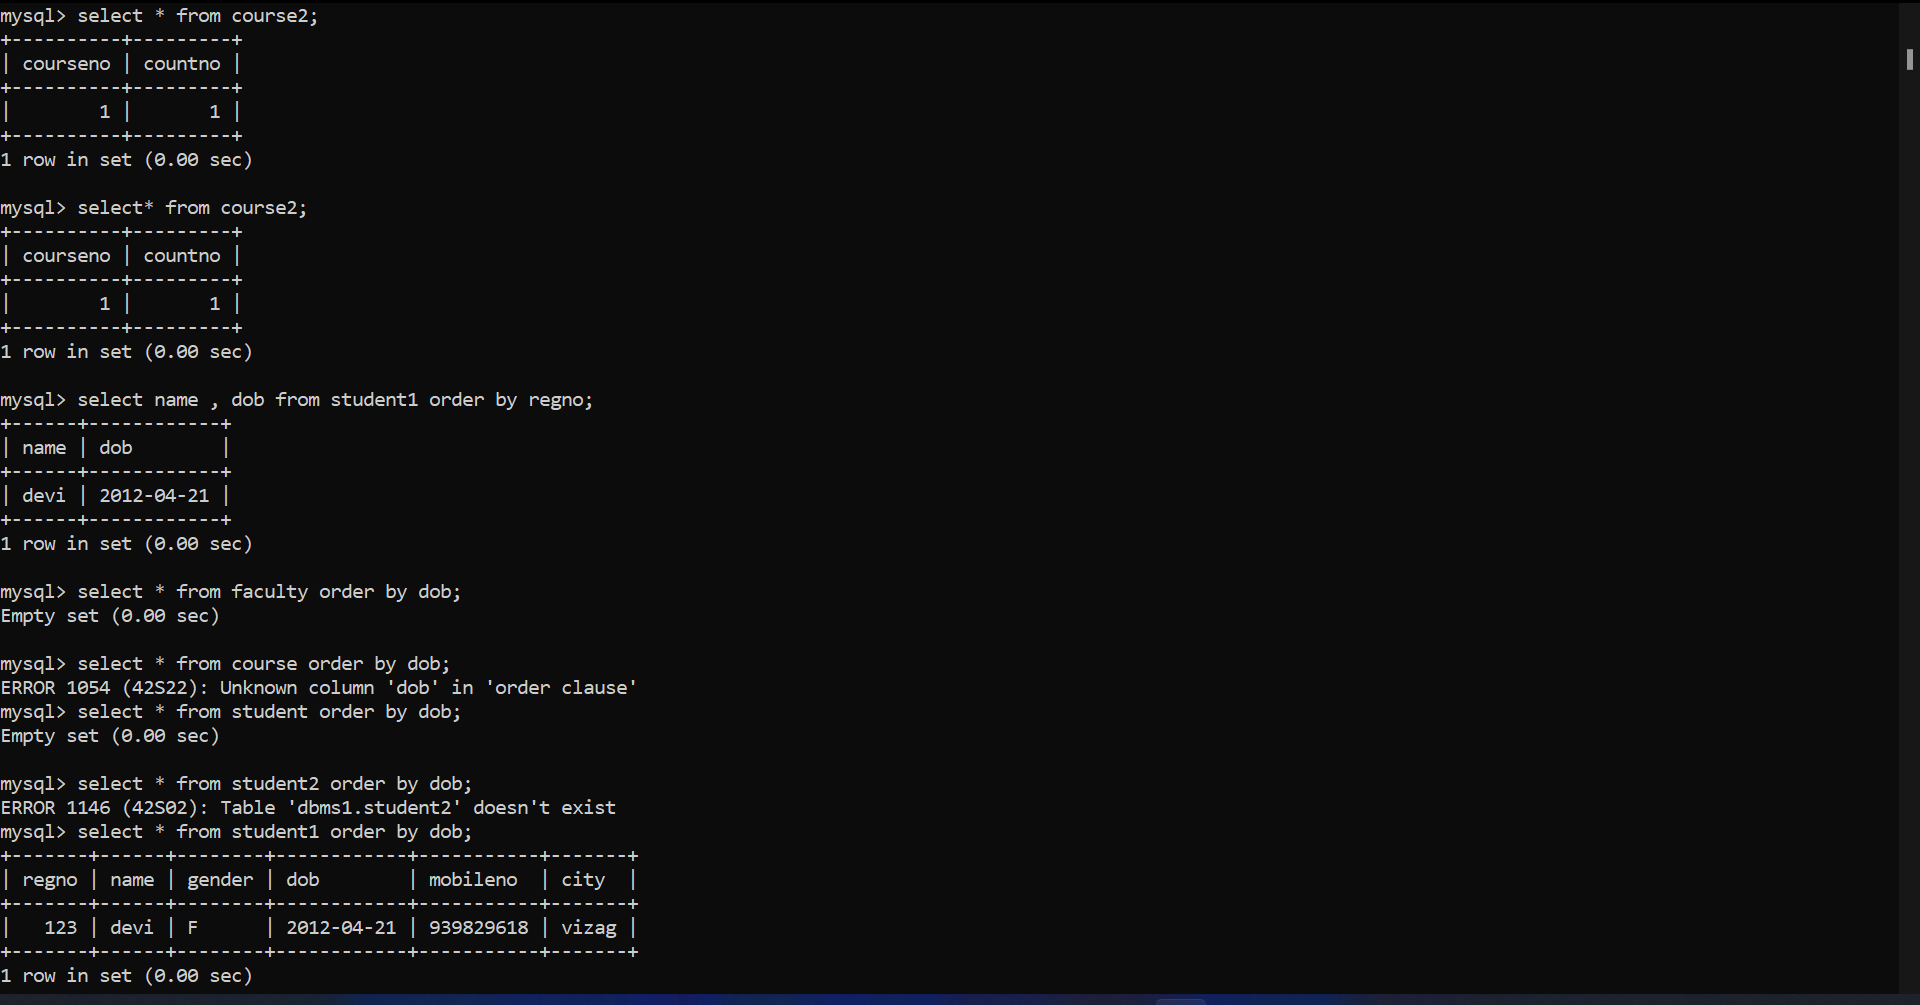 mysql> select * from course2;
+----------+---------+
| courseno | countno |
+----------+---------+
|        1 |       1 |
+----------+---------+
1 row in set (0.00 sec)

mysql> select* from course2;
+----------+---------+
| courseno | countno |
+----------+---------+
|        1 |       1 |
+----------+---------+
1 row in set (0.00 sec)

mysql> select name , dob from student1 order by regno;
+------+------------+
| name | dob        |
+------+------------+
| devi | 2012-04-21 |
+------+------------+
1 row in set (0.00 sec)

mysql> select * from faculty order by dob;
Empty set (0.00 sec)

mysql> select * from course order by dob;
ERROR 1054 (42S22): Unknown column 'dob' in 'order clause'
mysql> select * from student order by dob;
Empty set (0.00 sec)

mysql> select * from student2 order by dob;
ERROR 1146 (42S02): Table 'dbms1.student2' doesn't exist
mysql> select * from student1 order by dob;
+-------+------+--------+------------+-----------+-------+
| regno | name | gender | dob        | mobileno  | city  |
+-------+------+--------+------------+-----------+-------+
|   123 | devi | F      | 2012-04-21 | 939829618 | vizag |
+-------+------+--------+------------+-----------+-------+
1 row in set (0.00 sec)